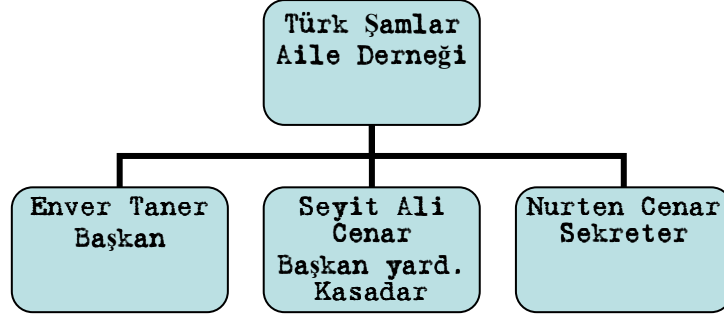 Türk Şamlar
Aile Derneği
Enver Taner
Başkan
Seyit Ali
Cenar
Başkan yard.
Kasadar
Nurten Cenar
Sekreter